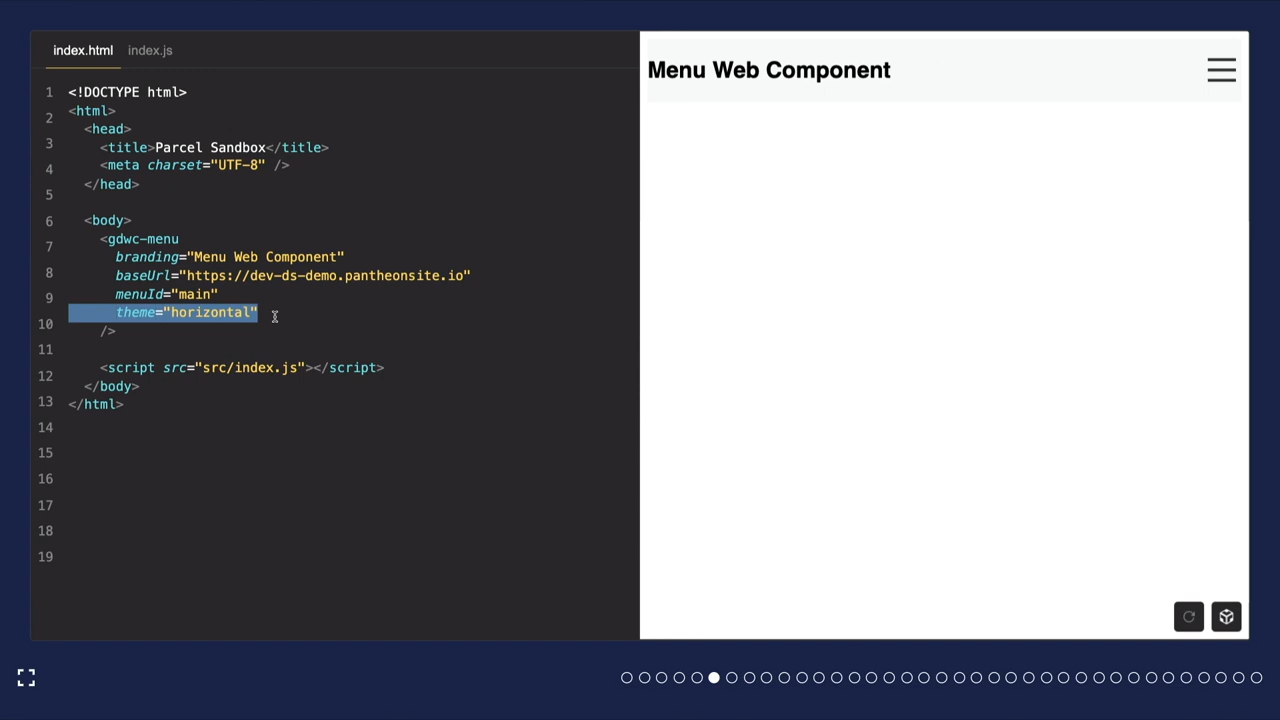 index.html index.js
1 <!DOCTYPE html>
2 <html>
3 <head>
4 <title>Parcel Sandbox</title>
5 <meta charset="UTF-8" />
6 </head>
7
8 <body>
9 <gdwc-menu
10 branding="Menu Web Component"
11 baseUrl="https://dev-ds-demo.pantheonsite.io"
12 menuId="main"
13 theme="horizontal"
14 />
15
16 <script src="src/index.js"></script>
17 </body>
18 </html>
19
Menu Web Component